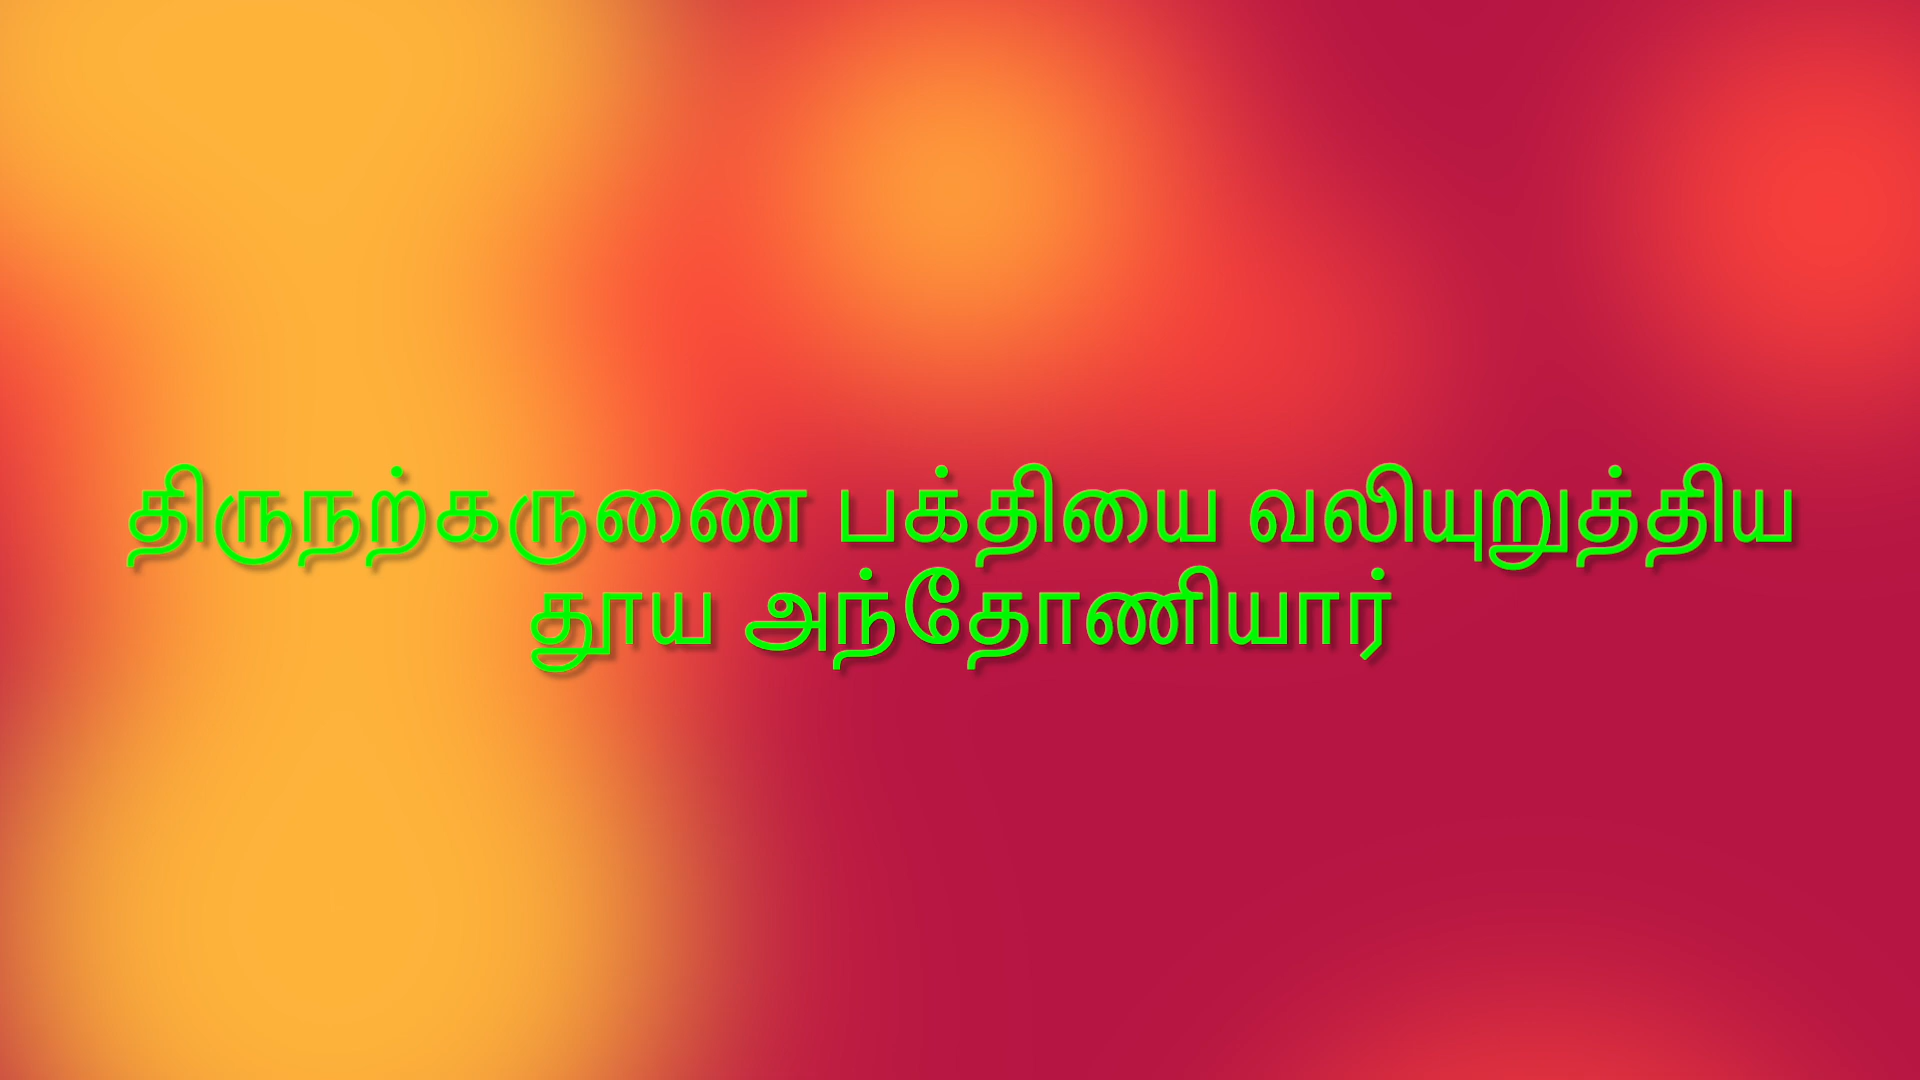 திருநற்கருணை பக்தியை வலியுறுத்திய
தூய அந்தோணியார்